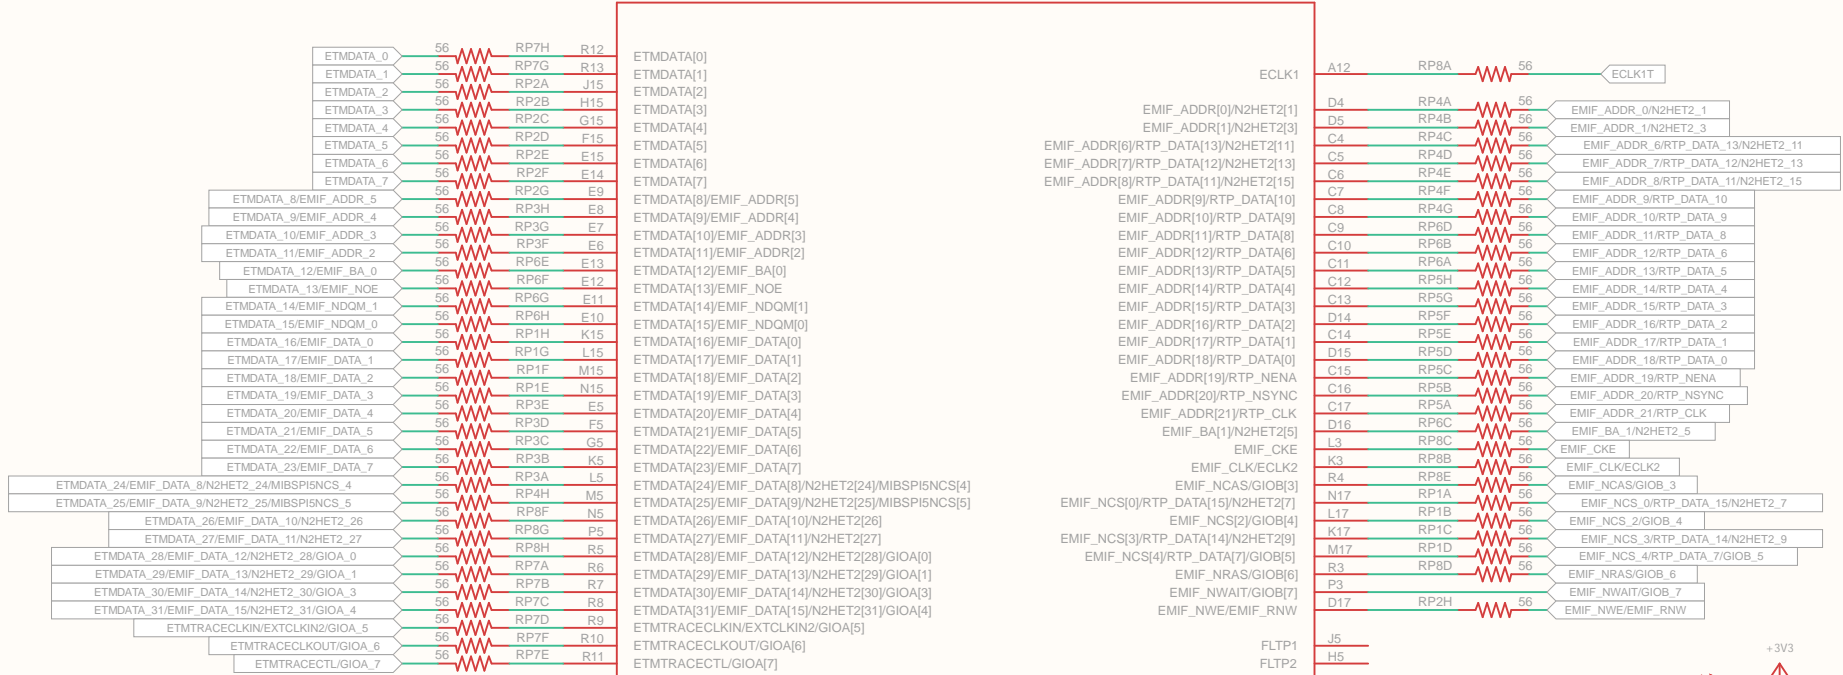 ETMDATA_0 56 RP7H R12 ETMDATA[0]
ETMDATA_1 56 RP7G R13 ETMDATA[1] ECLK1 A12 RP8A 56 ECLK1T
ETMDATA_2 56 RP2A J15 ETMDATA[2]
ETMDATA_3 56 RP2B H15 ETMDATA[3] EMIF_ADDR[0]/N2HET2[1] D4 RP4A 56 EMIF_ADDR_0/N2HET2_1
ETMDATA_4 56 RP2C G15 ETMDATA[4] EMIF_ADDR[1]/N2HET2[3] D5 RP4B 56 EMIF_ADDR_1/N2HET2_3
ETMDATA_5 56 RP2D F15 ETMDATA[5] EMIF_ADDR[6]/RTP_DATA[13]/N2HET2[11] C4 RP4C 56 EMIF_ADDR_6/RTP_DATA_13/N2HET2_11
ETMDATA_6 56 RP2E E15 ETMDATA[6] EMIF_ADDR[7]/RTP_DATA[12]/N2HET2[13] C5 RP4D 56 EMIF_ADDR_7/RTP_DATA_12/N2HET2_13
ETMDATA_7 56 RP2F E14 ETMDATA[7] EMIF_ADDR[8]/RTP_DATA[11]/N2HET2[15] C6 RP4E 56 EMIF_ADDR_8/RTP_DATA_11/N2HET2_15
ETMDATA_8/EMIF_ADDR_5 56 RP2G E9 ETMDATA[8]/EMIF_ADDR[5] EMIF_ADDR[9]/RTP_DATA[10] C7 RP4F 56 EMIF_ADDR_9/RTP_DATA_10
ETMDATA_9/EMIF_ADDR_4 56 RP3H E8 ETMDATA[9]/EMIF_ADDR[4] EMIF_ADDR[10]/RTP_DATA[9] C8 RP4G 56 EMIF_ADDR_10/RTP_DATA_9
ETMDATA_10/EMIF_ADDR_3 56 RP3G E7 ETMDATA[10]/EMIF_ADDR[3] EMIF_ADDR[11]/RTP_DATA[8] C9 RP6D 56 EMIF_ADDR_11/RTP_DATA_8
ETMDATA_11/EMIF_ADDR_2 56 RP3F E6 ETMDATA[11]/EMIF_ADDR[2] EMIF_ADDR[12]/RTP_DATA[6] C10 RP6B 56 EMIF_ADDR_12/RTP_DATA_6
ETMDATA_12/EMIF_BA_0 56 RP6E E13 ETMDATA[12]/EMIF_BA[0] EMIF_ADDR[13]/RTP_DATA[5] C11 RP6A 56 EMIF_ADDR_13/RTP_DATA_5
ETMDATA_13/EMIF_NOE 56 RP6F E12 ETMDATA[13]/EMIF_NOE EMIF_ADDR[14]/RTP_DATA[4] C12 RP5H 56 EMIF_ADDR_14/RTP_DATA_4
ETMDATA_14/EMIF_NDQM_1 56 RP6G E11 ETMDATA[14]/EMIF_NDQM[1] EMIF_ADDR[15]/RTP_DATA[3] C13 RP5G 56 EMIF_ADDR_15/RTP_DATA_3
ETMDATA_15/EMIF_NDQM_0 56 RP6H E10 ETMDATA[15]/EMIF_NDQM[0] EMIF_ADDR[16]/RTP_DATA[2] D14 RP5F 56 EMIF_ADDR_16/RTP_DATA_2
ETMDATA_16/EMIF_DATA_0 56 RP1H K15 ETMDATA[16]/EMIF_DATA[0] EMIF_ADDR[17]/RTP_DATA[1] C14 RP5E 56 EMIF_ADDR_17/RTP_DATA_1
ETMDATA_17/EMIF_DATA_1 56 RP1G L15 ETMDATA[17]/EMIF_DATA[1] EMIF_ADDR[18]/RTP_DATA[0] D15 RP5D 56 EMIF_ADDR_18/RTP_DATA_0
ETMDATA_18/EMIF_DATA_2 56 RP1F M15 ETMDATA[18]/EMIF_DATA[2] EMIF_ADDR[19]/RTP_NENA C15 RP5C 56 EMIF_ADDR_19/RTP_NENA
ETMDATA_19/EMIF_DATA_3 56 RP1E N15 ETMDATA[19]/EMIF_DATA[3] EMIF_ADDR[20]/RTP_NSYNC C16 RP5B 56 EMIF_ADDR_20/RTP_NSYNC
ETMDATA_20/EMIF_DATA_4 56 RP3E E5 ETMDATA[20]/EMIF_DATA[4] EMIF_ADDR[21]/RTP_CLK C17 RP5A 56 EMIF_ADDR_21/RTP_CLK
ETMDATA_21/EMIF_DATA_5 56 RP3D F5 ETMDATA[21]/EMIF_DATA[5] EMIF_BA[1]/N2HET2[5] D16 RP6C 56 EMIF_BA_1/N2HET2_5
ETMDATA_22/EMIF_DATA_6 56 RP3C G5 ETMDATA[22]/EMIF_DATA[6] EMIF_CKE L3 RP8C 56 EMIF_CKE
ETMDATA_23/EMIF_DATA_7 56 RP3B K5 ETMDATA[23]/EMIF_DATA[7] EMIF_CLK/ECLK2 K3 RP8B 56 EMIF_CLK/ECLK2
ETMDATA_24/EMIF_DATA_8/N2HET2_24/MIBSPI5NCS_4 56 RP3A L5 ETMDATA[24]/EMIF_DATA[8]/N2HET2[24]/MIBSPI5NCS[4] EMIF_NCAS/GIOB[3] R4 RP8E 56 EMIF_NCAS/GIOB_3
ETMDATA_25/EMIF_DATA_9/N2HET2_25/MIBSPI5NCS_5 56 RP4H M5 ETMDATA[25]/EMIF_DATA[9]/N2HET2[25]/MIBSPI5NCS[5] EMIF_NCS[0]/RTP_DATA[15]/N2HET2[7] N17 RP1A 56 EMIF_NCS_0/RTP_DATA_15/N2HET2_7
ETMDATA_26/EMIF_DATA_10/N2HET2_26 56 RP8F N5 ETMDATA[26]/EMIF_DATA[10]/N2HET2[26] EMIF_NCS[2]/GIOB[4] L17 RP1B 56 EMIF_NCS_2/GIOB_4
ETMDATA_27/EMIF_DATA_11/N2HET2_27 56 RP8G P5 ETMDATA[27]/EMIF_DATA[11]/N2HET2[27] EMIF_NCS[3]/RTP_DATA[14]/N2HET2[9] K17 RP1C 56 EMIF_NCS_3/RTP_DATA_14/N2HET2_9
ETMDATA_28/EMIF_DATA_12/N2HET2_28/GIOA_0 56 RP8H R5 ETMDATA[28]/EMIF_DATA[12]/N2HET2[28]/GIOA[0] EMIF_NCS[4]/RTP_DATA[7]/GIOB[5] M17 RP1D 56 EMIF_NCS_4/RTP_DATA_7/GIOB_5
ETMDATA_29/EMIF_DATA_13/N2HET2_29/GIOA_1 56 RP7A R6 ETMDATA[29]/EMIF_DATA[13]/N2HET2[29]/GIOA[1] EMIF_NRAS/GIOB[6] R3 RP8D 56 EMIF_NRAS/GIOB_6
ETMDATA_30/EMIF_DATA_14/N2HET2_30/GIOA_3 56 RP7B R7 ETMDATA[30]/EMIF_DATA[14]/N2HET2[30]/GIOA[3] EMIF_NWAIT/GIOB[7] P3 EMIF_NWAIT/GIOB_7
ETMDATA_31/EMIF_DATA_15/N2HET2_31/GIOA_4 56 RP7C R8 ETMDATA[31]/EMIF_DATA[15]/N2HET2[31]/GIOA[4] EMIF_NWE/EMIF_RNW D17 RP2H 56 EMIF_NWE/EMIF_RNW
ETMTRACECLKIN/EXTCLKIN2/GIOA_5 56 RP7D R9 ETMTRACECLKIN/EXTCLKIN2/GIOA[5]
ETMTRACECLKOUT/GIOA_6 56 RP7F R10 ETMTRACECLKOUT/GIOA[6] FLTP1 J5
ETMTRACECTL/GIOA_7 56 RP7E R11 ETMTRACECTL/GIOA[7] FLTP2 H5
+3V3